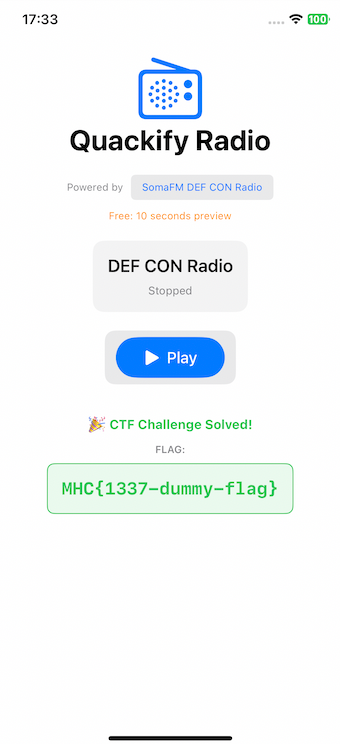 17:33
100
Quackify Radio
Powered by SomaFM DEF CON Radio
Free: 10 seconds preview
DEF CON Radio
Stopped
Play
🎉 CTF Challenge Solved!
FLAG:
MHC{1337-dummy-flag}